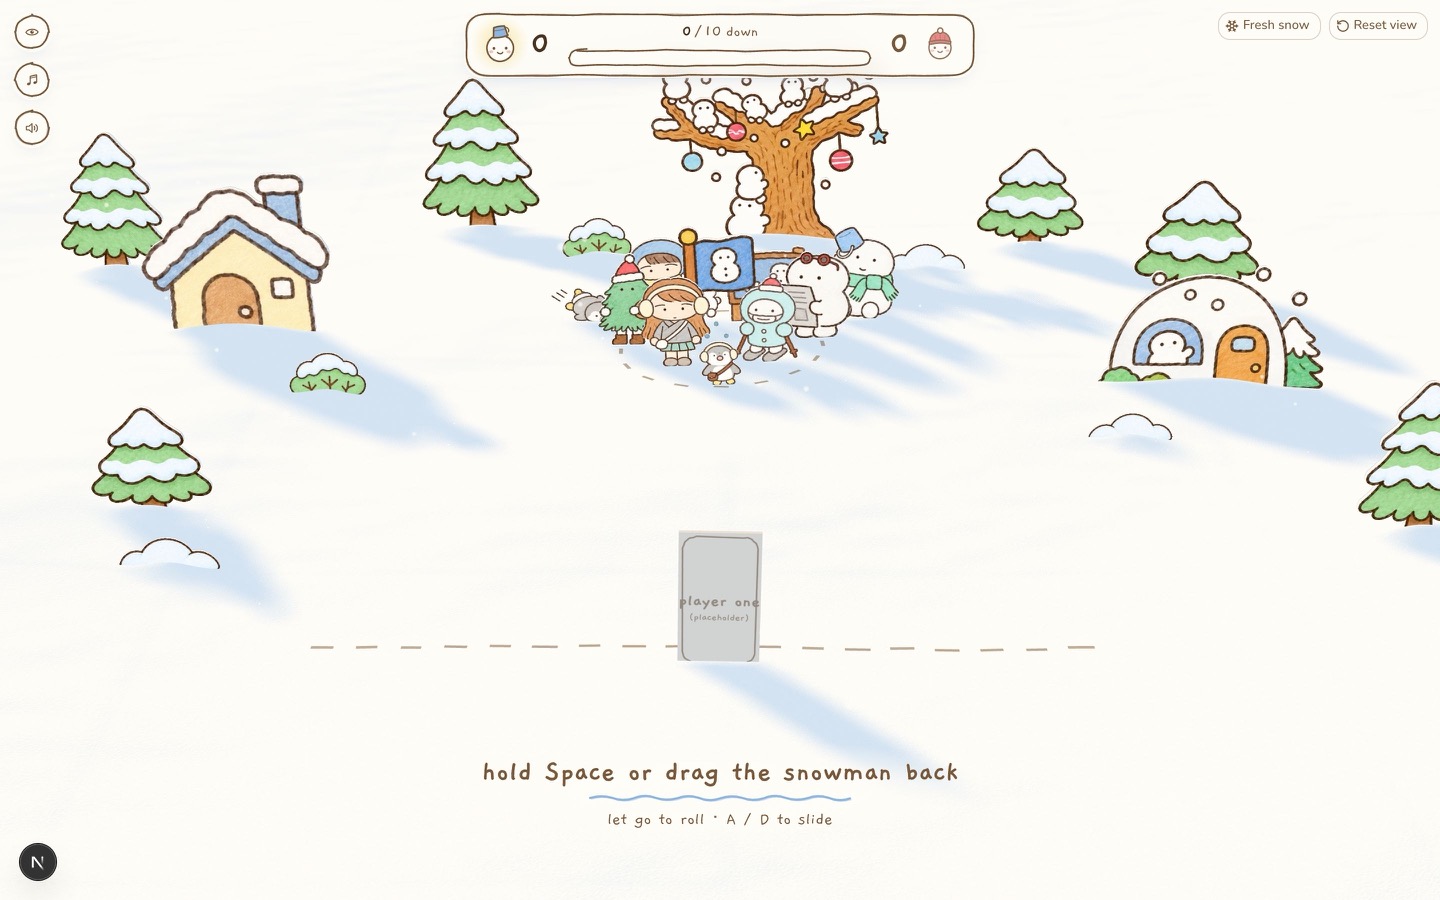 0
0/10 down
0
Fresh snow
Reset view
player one
(placeholder)
hold Space or drag the snowman back
let go to roll · A / D to slide
N